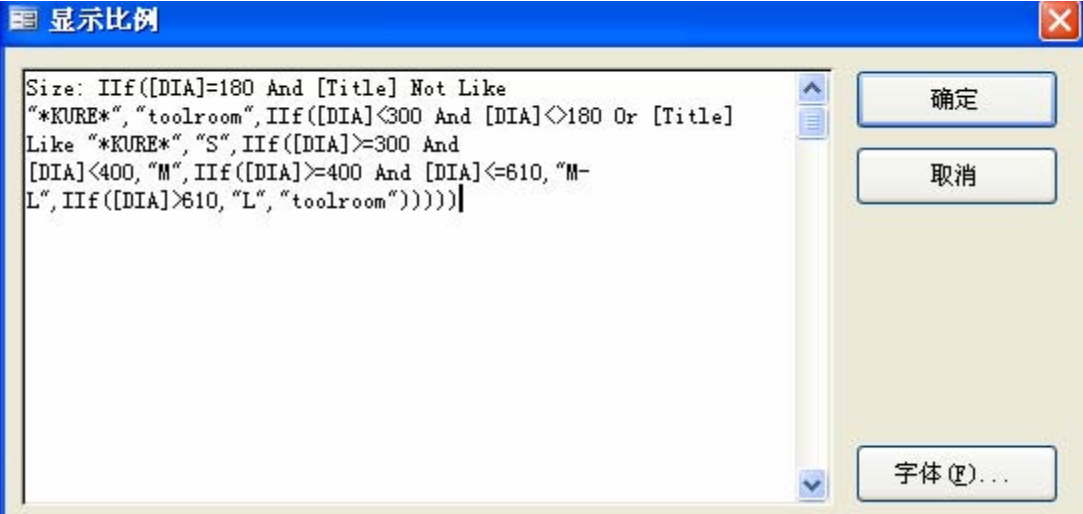 显示比例
Size: IIf([DIA]=180 And [Title] Not Like
"*KURE*","toolroom",IIf([DIA]<300 And [DIA]<>180 Or [Title]
Like "*KURE*","S",IIf([DIA]>=300 And
[DIA]<400,"M",IIf([DIA]>=400 And [DIA]<=610,"M-
L",IIf([DIA]>610,"L","toolroom")))))
确定
取消
字体(F)...